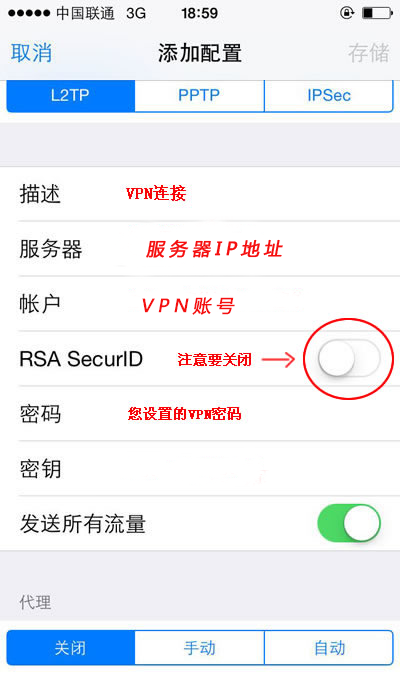 中国联通 3G 18:59
取消 添加配置 存储
L2TP PPTP IPSec
描述 VPN连接
服务器 服务器IP地址
帐户 VPN账号
RSA SecurID 注意要关闭
密码 您设置的VPN密码
密钥
发送所有流量
代理
关闭 手动 自动